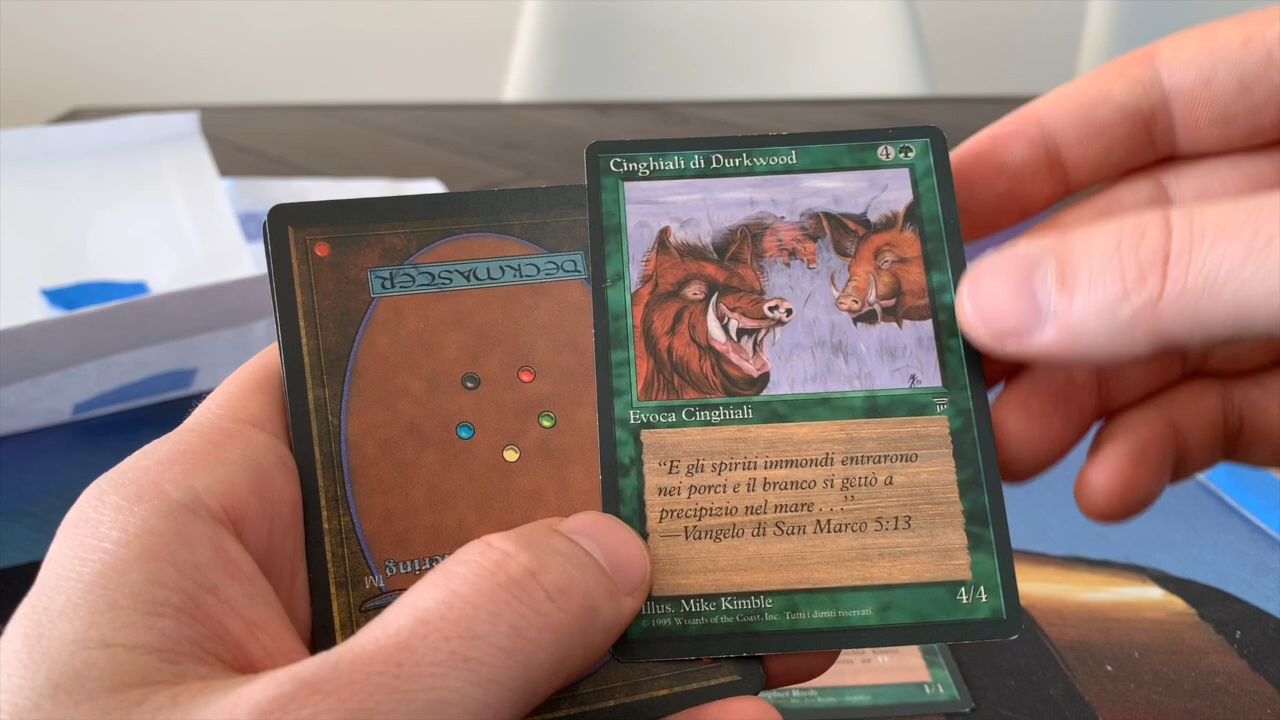 Cinghiali di Durkwood
4
DECKMASTER
Evoca Cinghiali
“E gli spiriti immondi entrarono
nei porci e il branco si gettò a
precipizio nel mare . . .”
—Vangelo di San Marco 5:13
Illus. Mike Kimble
4/4
© 1995 Wizards of the Coast, Inc. Tutti i diritti riservati.
ering
TM
1/1